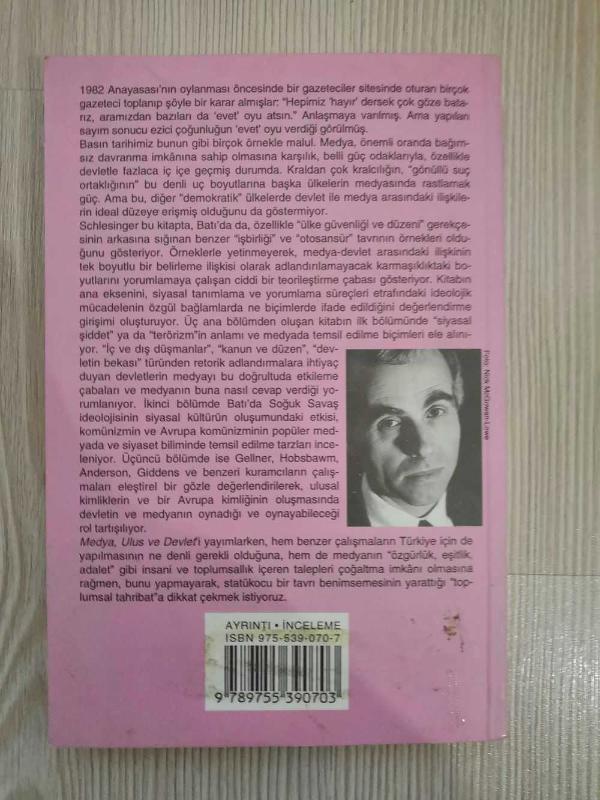 1982 Anayasası'nın oylanması öncesinde bir gazeteciler sitesinde oturan birçok
gazeteci toplanıp şöyle bir karar almışlar: "Hepimiz 'hayır' dersek çok göze bata-
rız, aramızdan bazıları da 'evet' oyu atsın." Anlaşmaya varılmış. Ama yapılan
sayım sonucu ezici çoğunluğun 'evet' oyu verdiği görülmüş.
Basın tarihimiz bunun gibi birçok örnekle malul. Medya, önemli oranda bağım-
sız davranma imkânına sahip olmasına karşılık, belli güç odaklarıyla, özellikle
devletle fazlaca iç içe geçmiş durumda. Kraldan çok kralcılığın, "gönüllü suç
ortaklığının" bu denli uç boyutlarına başka ülkelerin medyasında rastlamak
güç. Ama bu, diğer "demokratik" ülkelerde devlet ile medya arasındaki ilişkile-
rin ideal düzeye erişmiş olduğunu da göstermiyor.
Schlesinger bu kitapta, Batı'da da, özellikle "ülke güvenliği ve düzeni" gerekçe-
sinin arkasına sığınan benzer "işbirliği" ve "otosansür" tavrının örnekleri oldu-
ğunu gösteriyor. Örneklerle yetinmeyerek, medya-devlet arasındaki ilişkinin
tek boyutlu bir belirleme ilişkisi olarak adlandırılamayacak karmaşıklıktaki bo-
yutlarını yorumlamaya çalışan ciddi bir teorileştirme çabası gösteriyor. Kitabın
ana eksenini, siyasal tanımlama ve yorumlama süreçleri etrafındaki ideolojik
mücadelenin özgül bağlamlarda ne biçimlerde ifade edildiğini değerlendirme
girişimi oluşturuyor. Üç ana bölümden oluşan kitabın ilk bölümünde "siyasal
şiddet" ya da "terörizm"in anlamı ve medyada temsil edilme biçimleri ele alını-
yor. "İç ve dış düşmanlar", "kanun ve düzen", "dev-
letin bekası" türünden retorik adlandırmalara ihtiyaç
duyan devletlerin medyayı bu doğrultuda etkileme
çabaları ve medyanın buna nasıl cevap verdiği yo-
rumlanıyor. İkinci bölümde Batı'da Soğuk Savaş
ideolojisinin siyasal kültürün oluşumundaki etkisi,
komünizmin ve Avrupa komünizminin popüler med-
yada ve siyaset biliminde temsil edilme tarzları ince-
leniyor. Üçüncü bölümde ise Gellner, Hobsbawm,
Anderson, Giddens ve benzeri kuramcıların çalış-
maları eleştirel bir gözle değerlendirilerek, ulusal
kimliklerin ve bir Avrupa kimliğinin oluşmasında
devletin ve medyanın oynadığı ve oynayabileceği
rol tartışılıyor.
Foto: Nick McGowan-Lowe
Medya, Ulus ve Devlet'i yayımlarken, hem benzer çalışmaların Türkiye için de
yapılmasının ne denli gerekli olduğuna, hem de medyanın "özgürlük, eşitlik,
adalet" gibi insani ve toplumsallık içeren talepleri çoğaltma imkânı olmasına
rağmen, bunu yapmayarak, statükocu bir tavrı benimsemesinin yarattığı "top-
lumsal tahribat"a dikkat çekmek istiyoruz.
AYRINTI • İNCELEME
ISBN 975-539-070-7
9 789755 390703